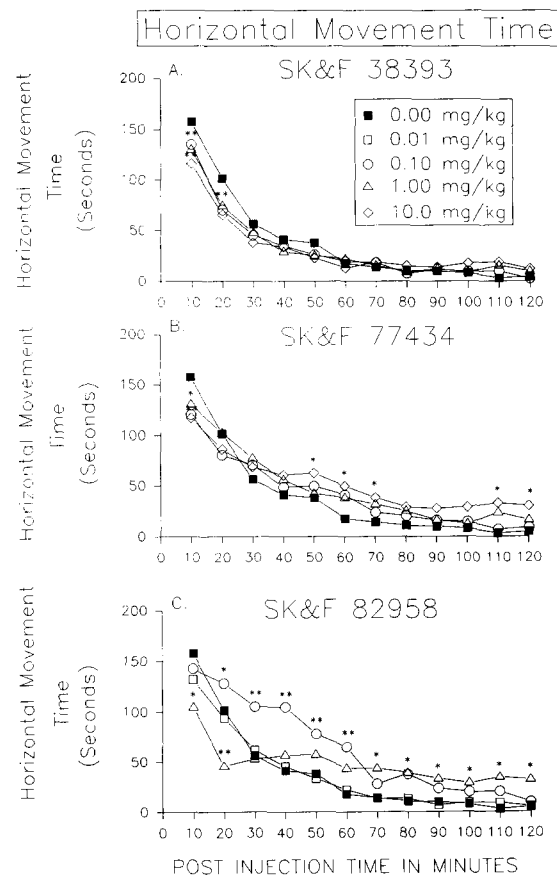 Horizontal Movement Time
A. SK&F 38393
Horizontal Movement
Time
(Seconds)
200
150
100
50
0
■ 0.00 mg/kg
□ 0.01 mg/kg
○ 0.10 mg/kg
△ 1.00 mg/kg
◇ 10.0 mg/kg
**
**
**
0 10 20 30 40 50 60 70 80 90 100 110 120
B. SK&F 77434
Horizontal Movement
Time
(Seconds)
200
150
100
50
0
* * * * * *
0 10 20 30 40 50 60 70 80 90 100 110 120
C. SK&F 82958
Horizontal Movement
Time
(Seconds)
200
150
100
50
0
* ** ** ** **
* ** * * * * * *
0 10 20 30 40 50 60 70 80 90 100 110 120
POST INJECTION TIME IN MINUTES